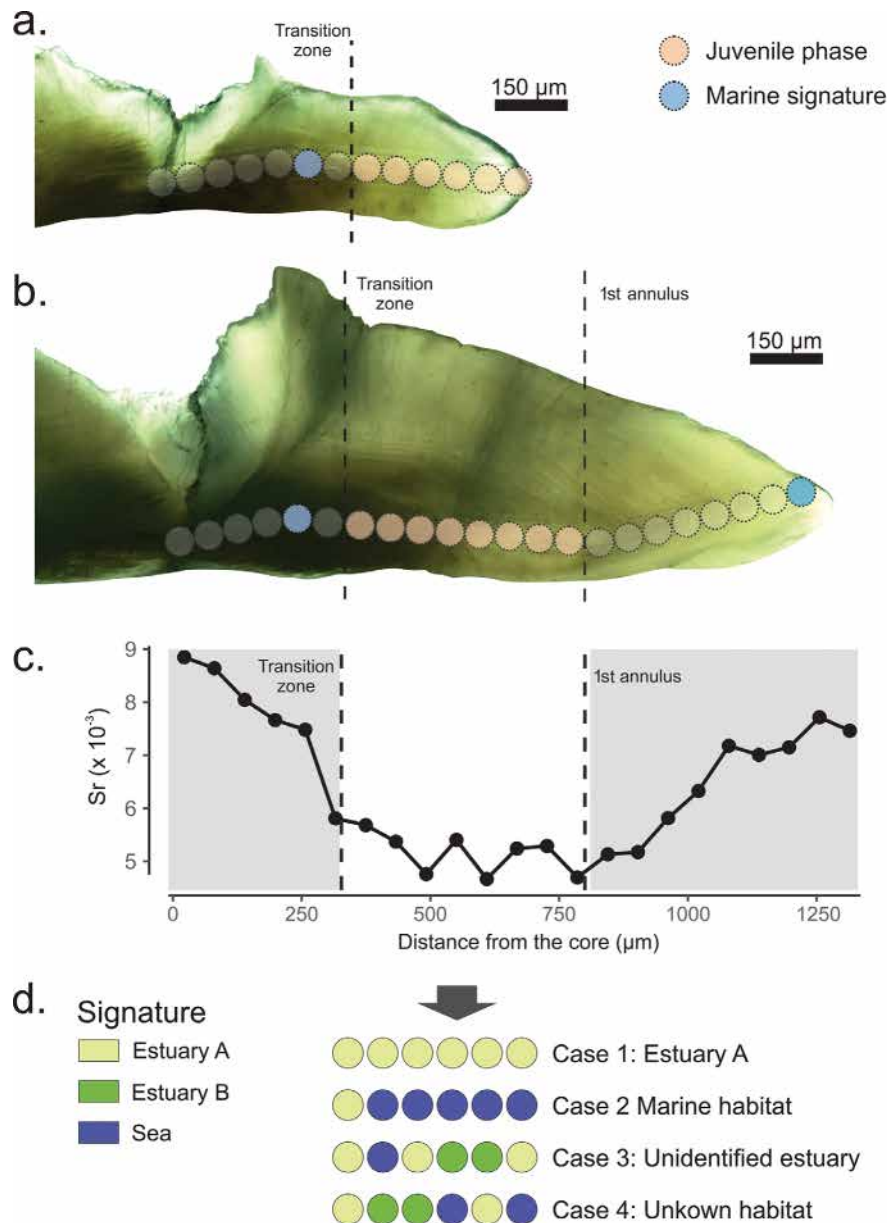 a.
Transition
zone
150 µm
Juvenile phase
Marine signature
b.
Transition
zone
1st annulus
150 µm
c.
Sr (x 10⁻³)
9
8
7
6
5
Transition
zone
1st annulus
0
250
500
750
1000
1250
Distance from the core (µm)
d.
Signature
Estuary A
Estuary B
Sea
Case 1: Estuary A
Case 2 Marine habitat
Case 3: Unidentified estuary
Case 4: Unkown habitat